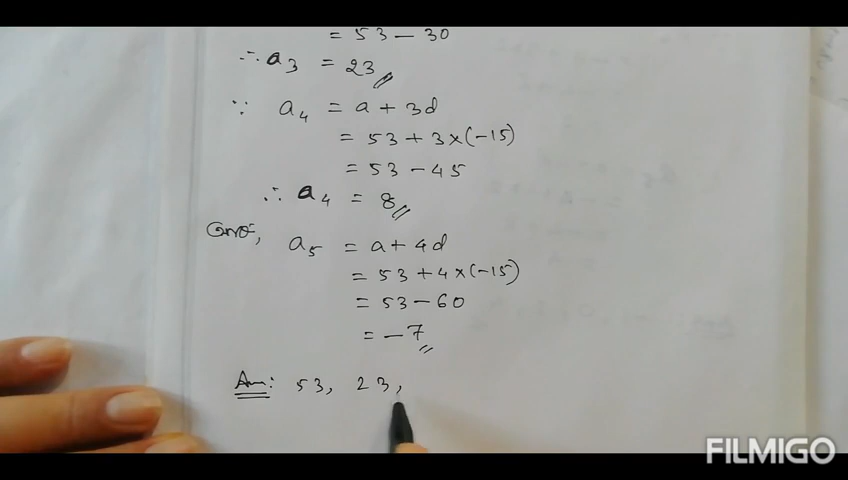 = 53 − 30
∴ a₃ = 23
∵ a₄ = a + 3d
= 53 + 3×(−15)
= 53 − 45
∴ a₄ = 8
a₅ = a + 4d
= 53 + 4×(−15)
= 53 − 60
= −7
Ans: 53, 23,
FILMIGO